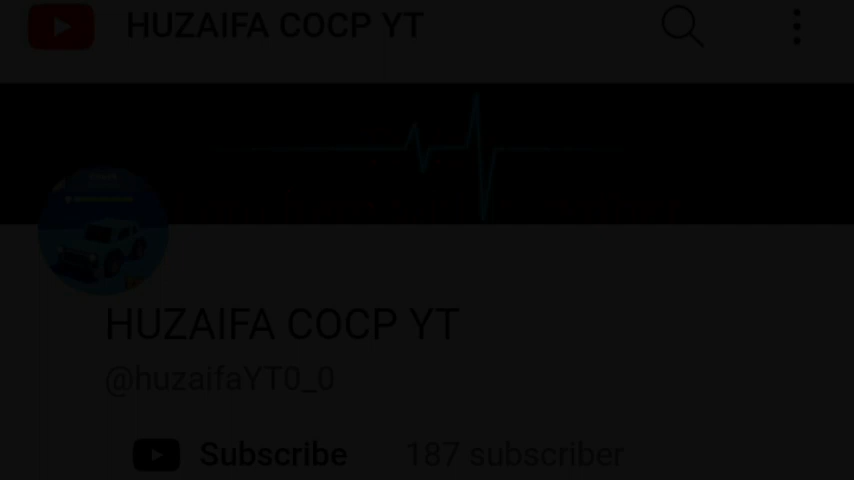 HUZAIFA COCP YT
HUZAIFA COCP YT
@huzaifaYT0_0
Subscribe 187 subscriber